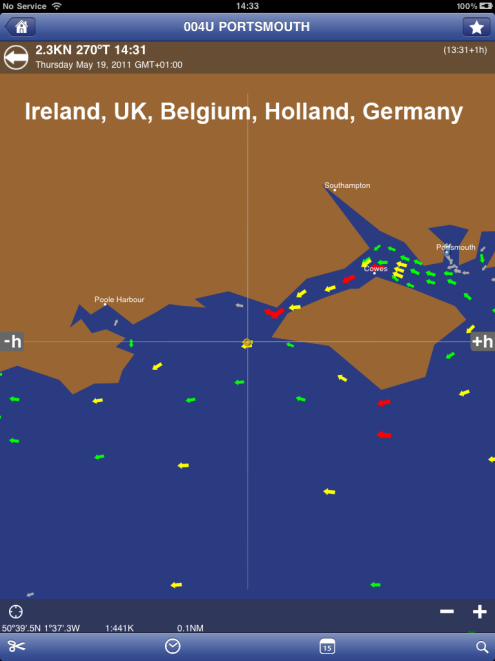 No Service 14:33 100%
004U PORTSMOUTH
2.3KN 270°T 14:31 (13:31+1h)
Thursday May 19, 2011 GMT+01:00
Ireland, UK, Belgium, Holland, Germany
Southampton
Portsmouth
Cowes
Poole Harbour
-h +h
50°39'.5N 1°37'.3W 1:441K 0.1NM
15